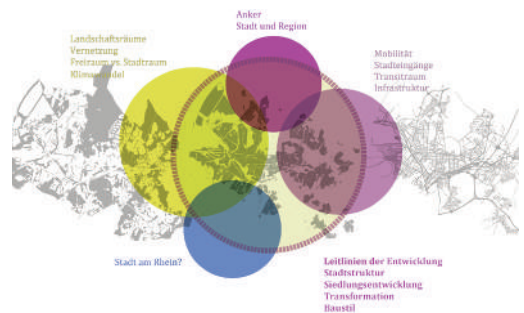 Anker
Stadt und Region
Landschaftsräume
Vernetzung
Freiraum vs. Stadtraum
Klimawandel
Mobilität
Stadteingänge
Transitraum
Infrastruktur
Stadt am Rhein?
Leitlinien der Entwicklung
Stadtstruktur
Siedlungsentwicklung
Transformation
Baustil